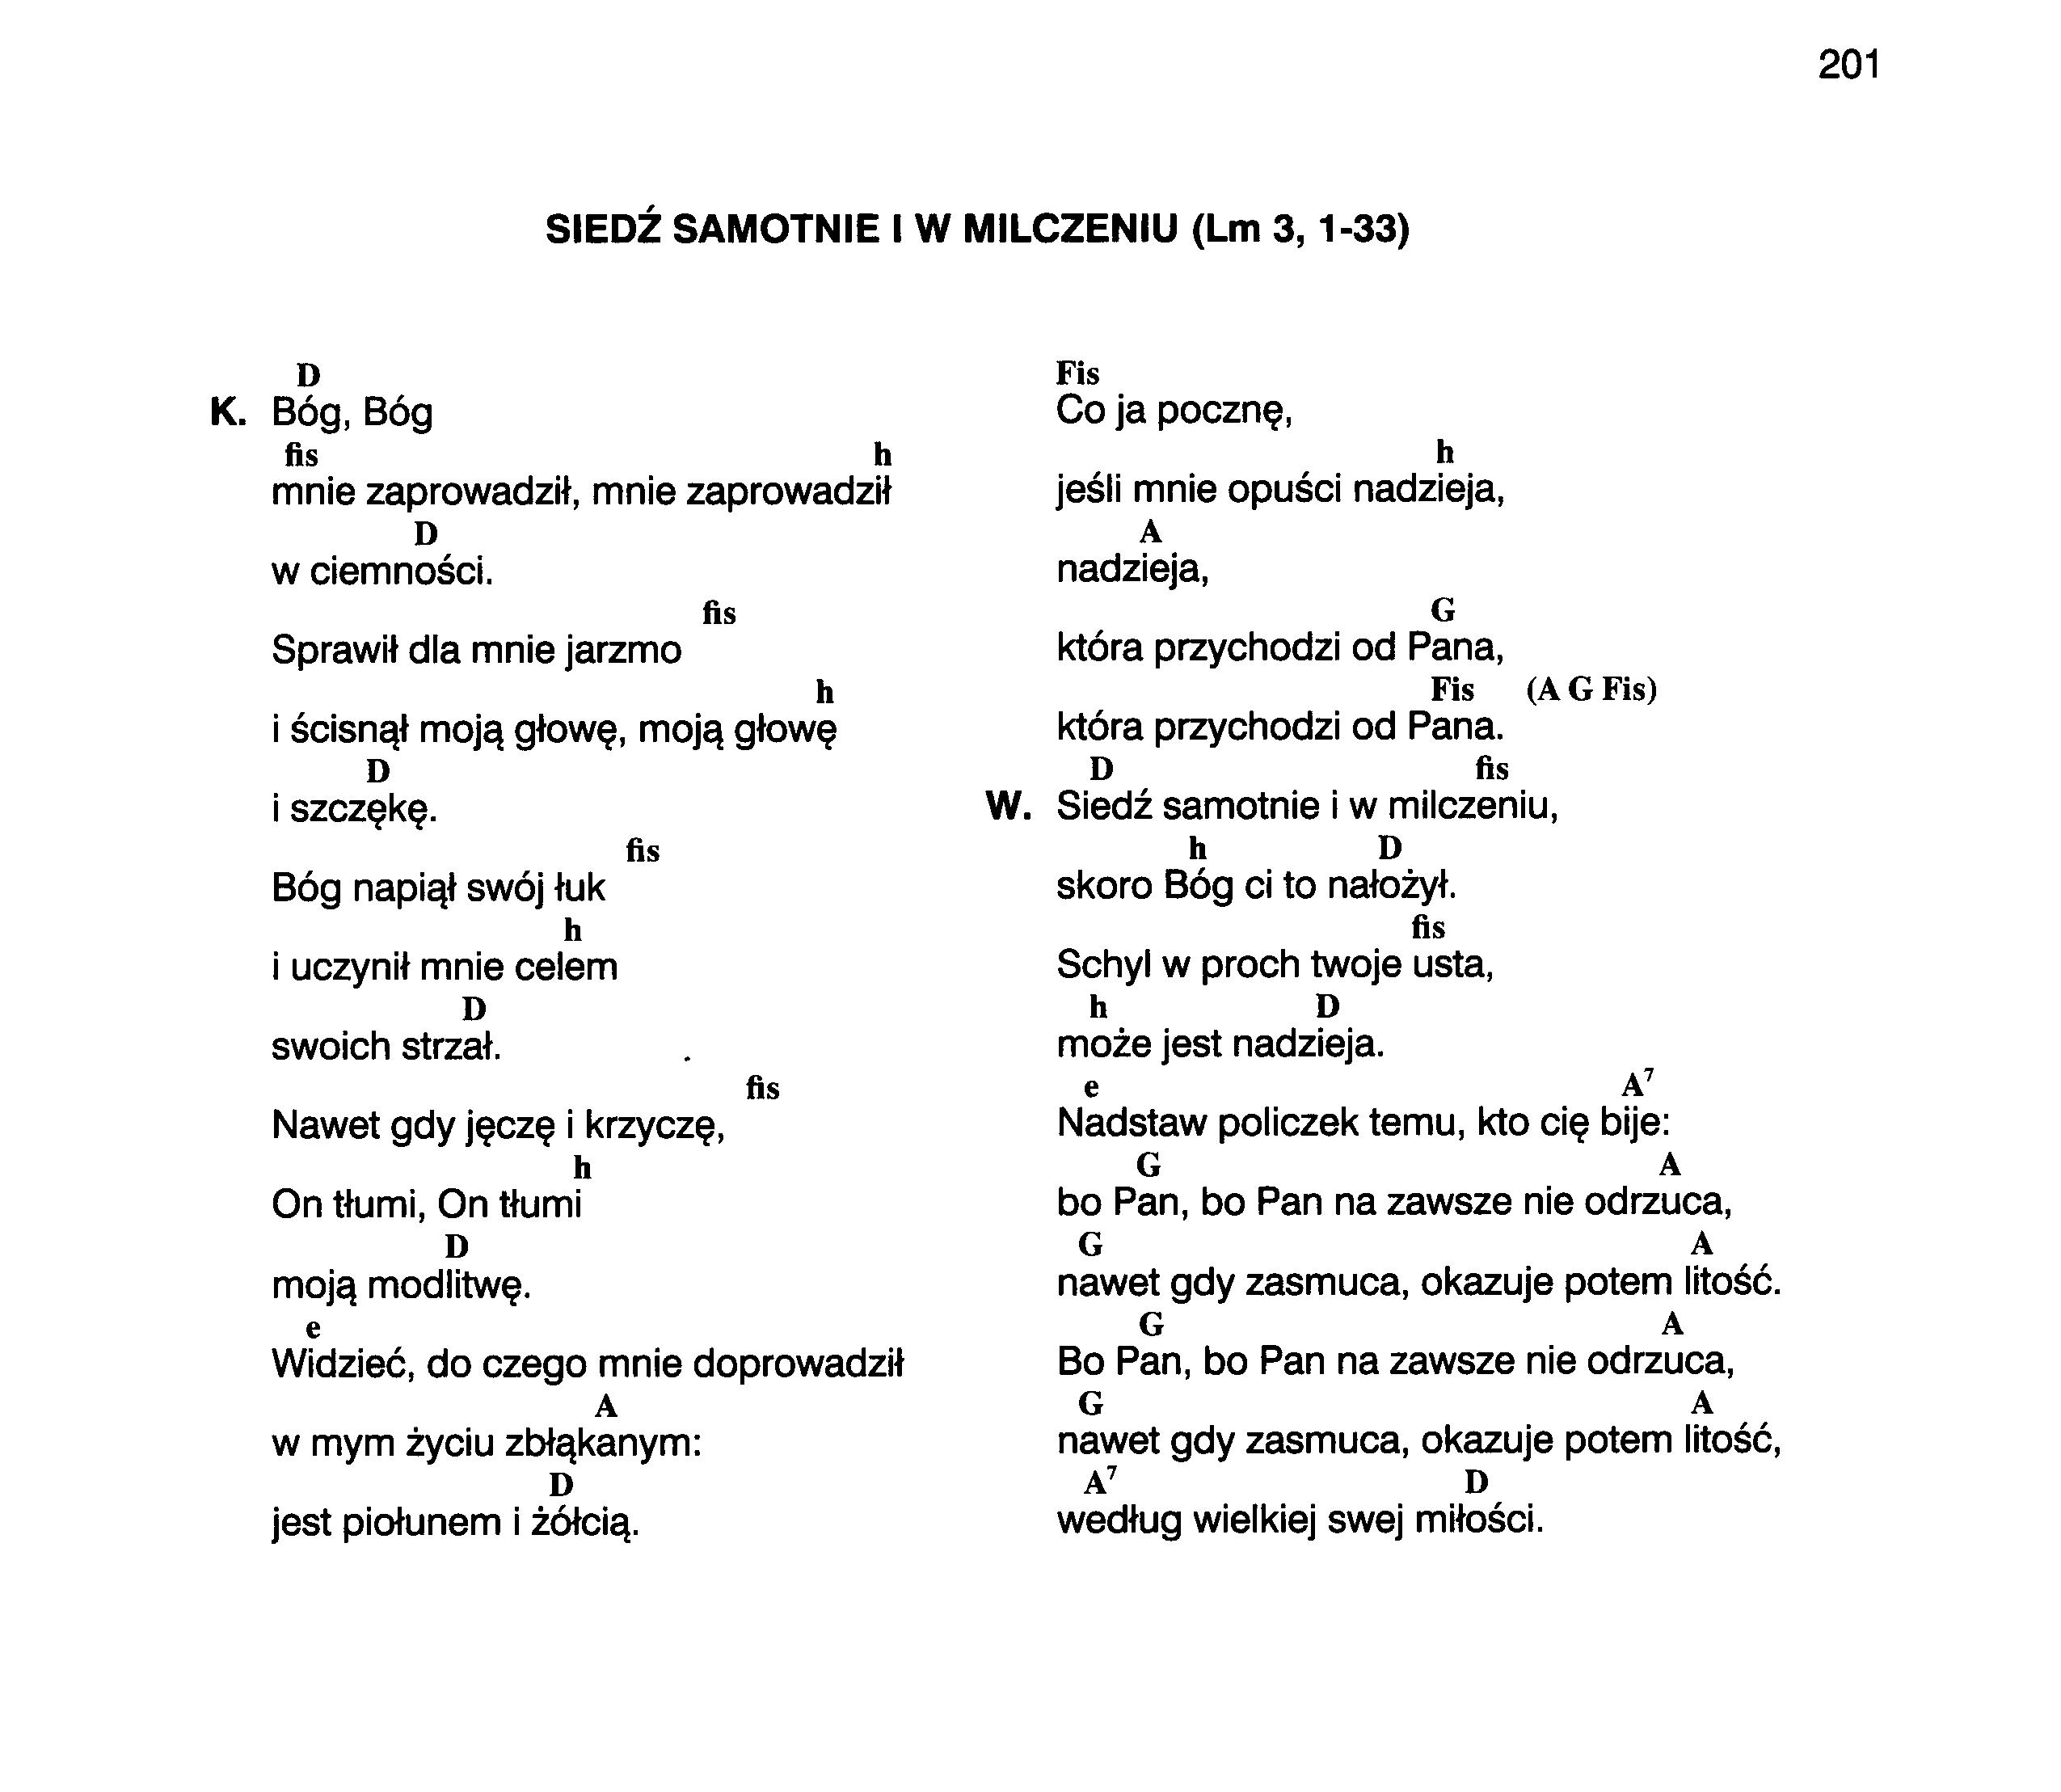 201
SIEDŹ SAMOTNIE I W MILCZENIU (Lm 3, 1-33)
D
K. Bóg, Bóg
fis h
mnie zaprowadził, mnie zaprowadził
D
w ciemności.
fis
Sprawił dla mnie jarzmo
h
i ścisnął moją głowę, moją głowę
D
i szczękę.
fis
Bóg napiął swój łuk
h
i uczynił mnie celem
D
swoich strzał.
fis
Nawet gdy jęczę i krzyczę,
h
On tłumi, On tłumi
D
moją modlitwę.
e
Widzieć, do czego mnie doprowadził
A
w mym życiu zbłąkanym:
D
jest piołunem i żółcią.
Fis
Co ja pocznę,
h
jeśli mnie opuści nadzieja,
A
nadzieja,
G
która przychodzi od Pana,
Fis (A G Fis)
która przychodzi od Pana.
D fis
W. Siedź samotnie i w milczeniu,
h D
skoro Bóg ci to nałożył.
fis
Schyl w proch twoje usta,
h D
może jest nadzieja.
e A⁷
Nadstaw policzek temu, kto cię bije:
G A
bo Pan, bo Pan na zawsze nie odrzuca,
G A
nawet gdy zasmuca, okazuje potem litość.
G A
Bo Pan, bo Pan na zawsze nie odrzuca,
G A
nawet gdy zasmuca, okazuje potem litość,
A⁷ D
według wielkiej swej miłości.